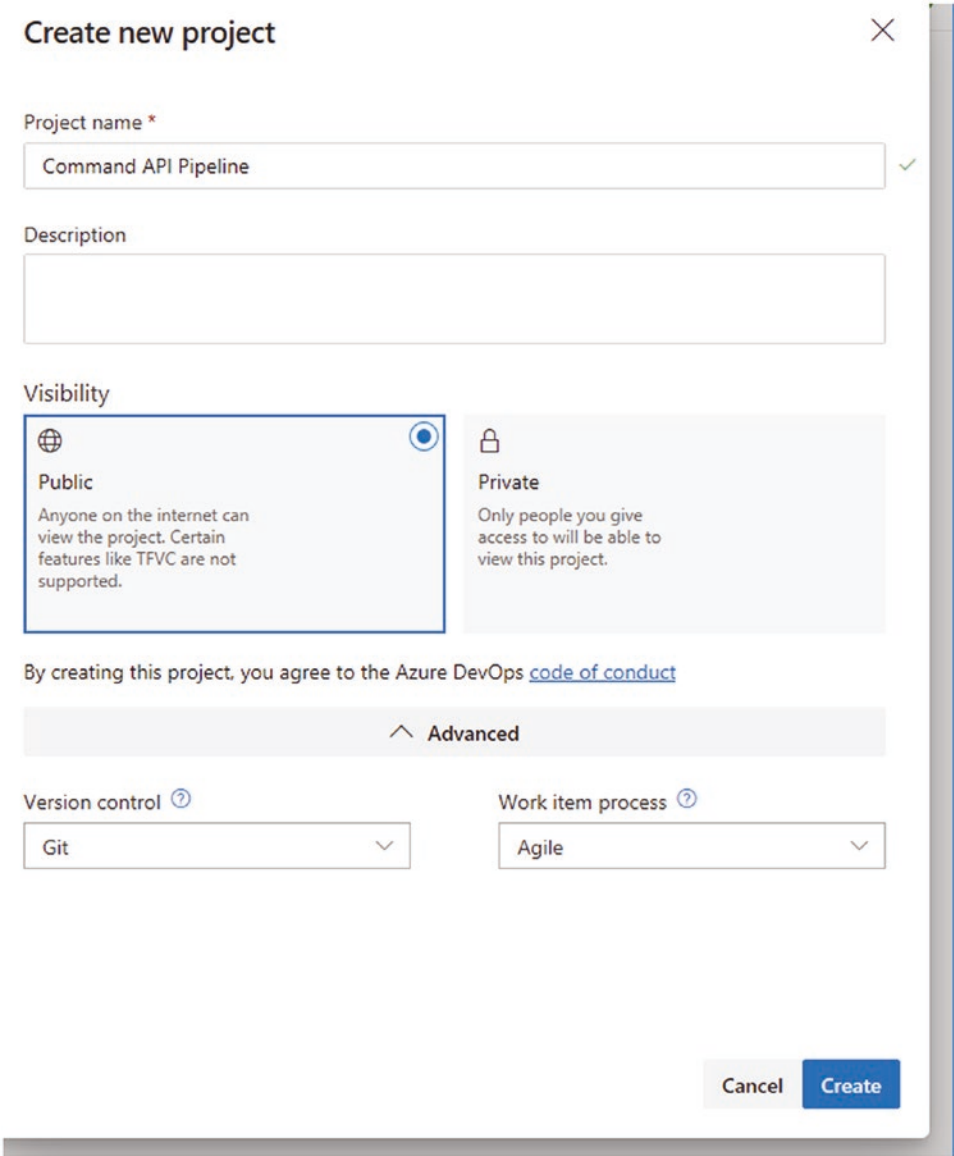 Create new project
Project name *
Command API Pipeline
Description
Visibility
Public
Anyone on the internet can
view the project. Certain
features like TFVC are not
supported.
Private
Only people you give
access to will be able to
view this project.
By creating this project, you agree to the Azure DevOps code of conduct
Advanced
Version control ?
Git
Work item process ?
Agile
Cancel
Create